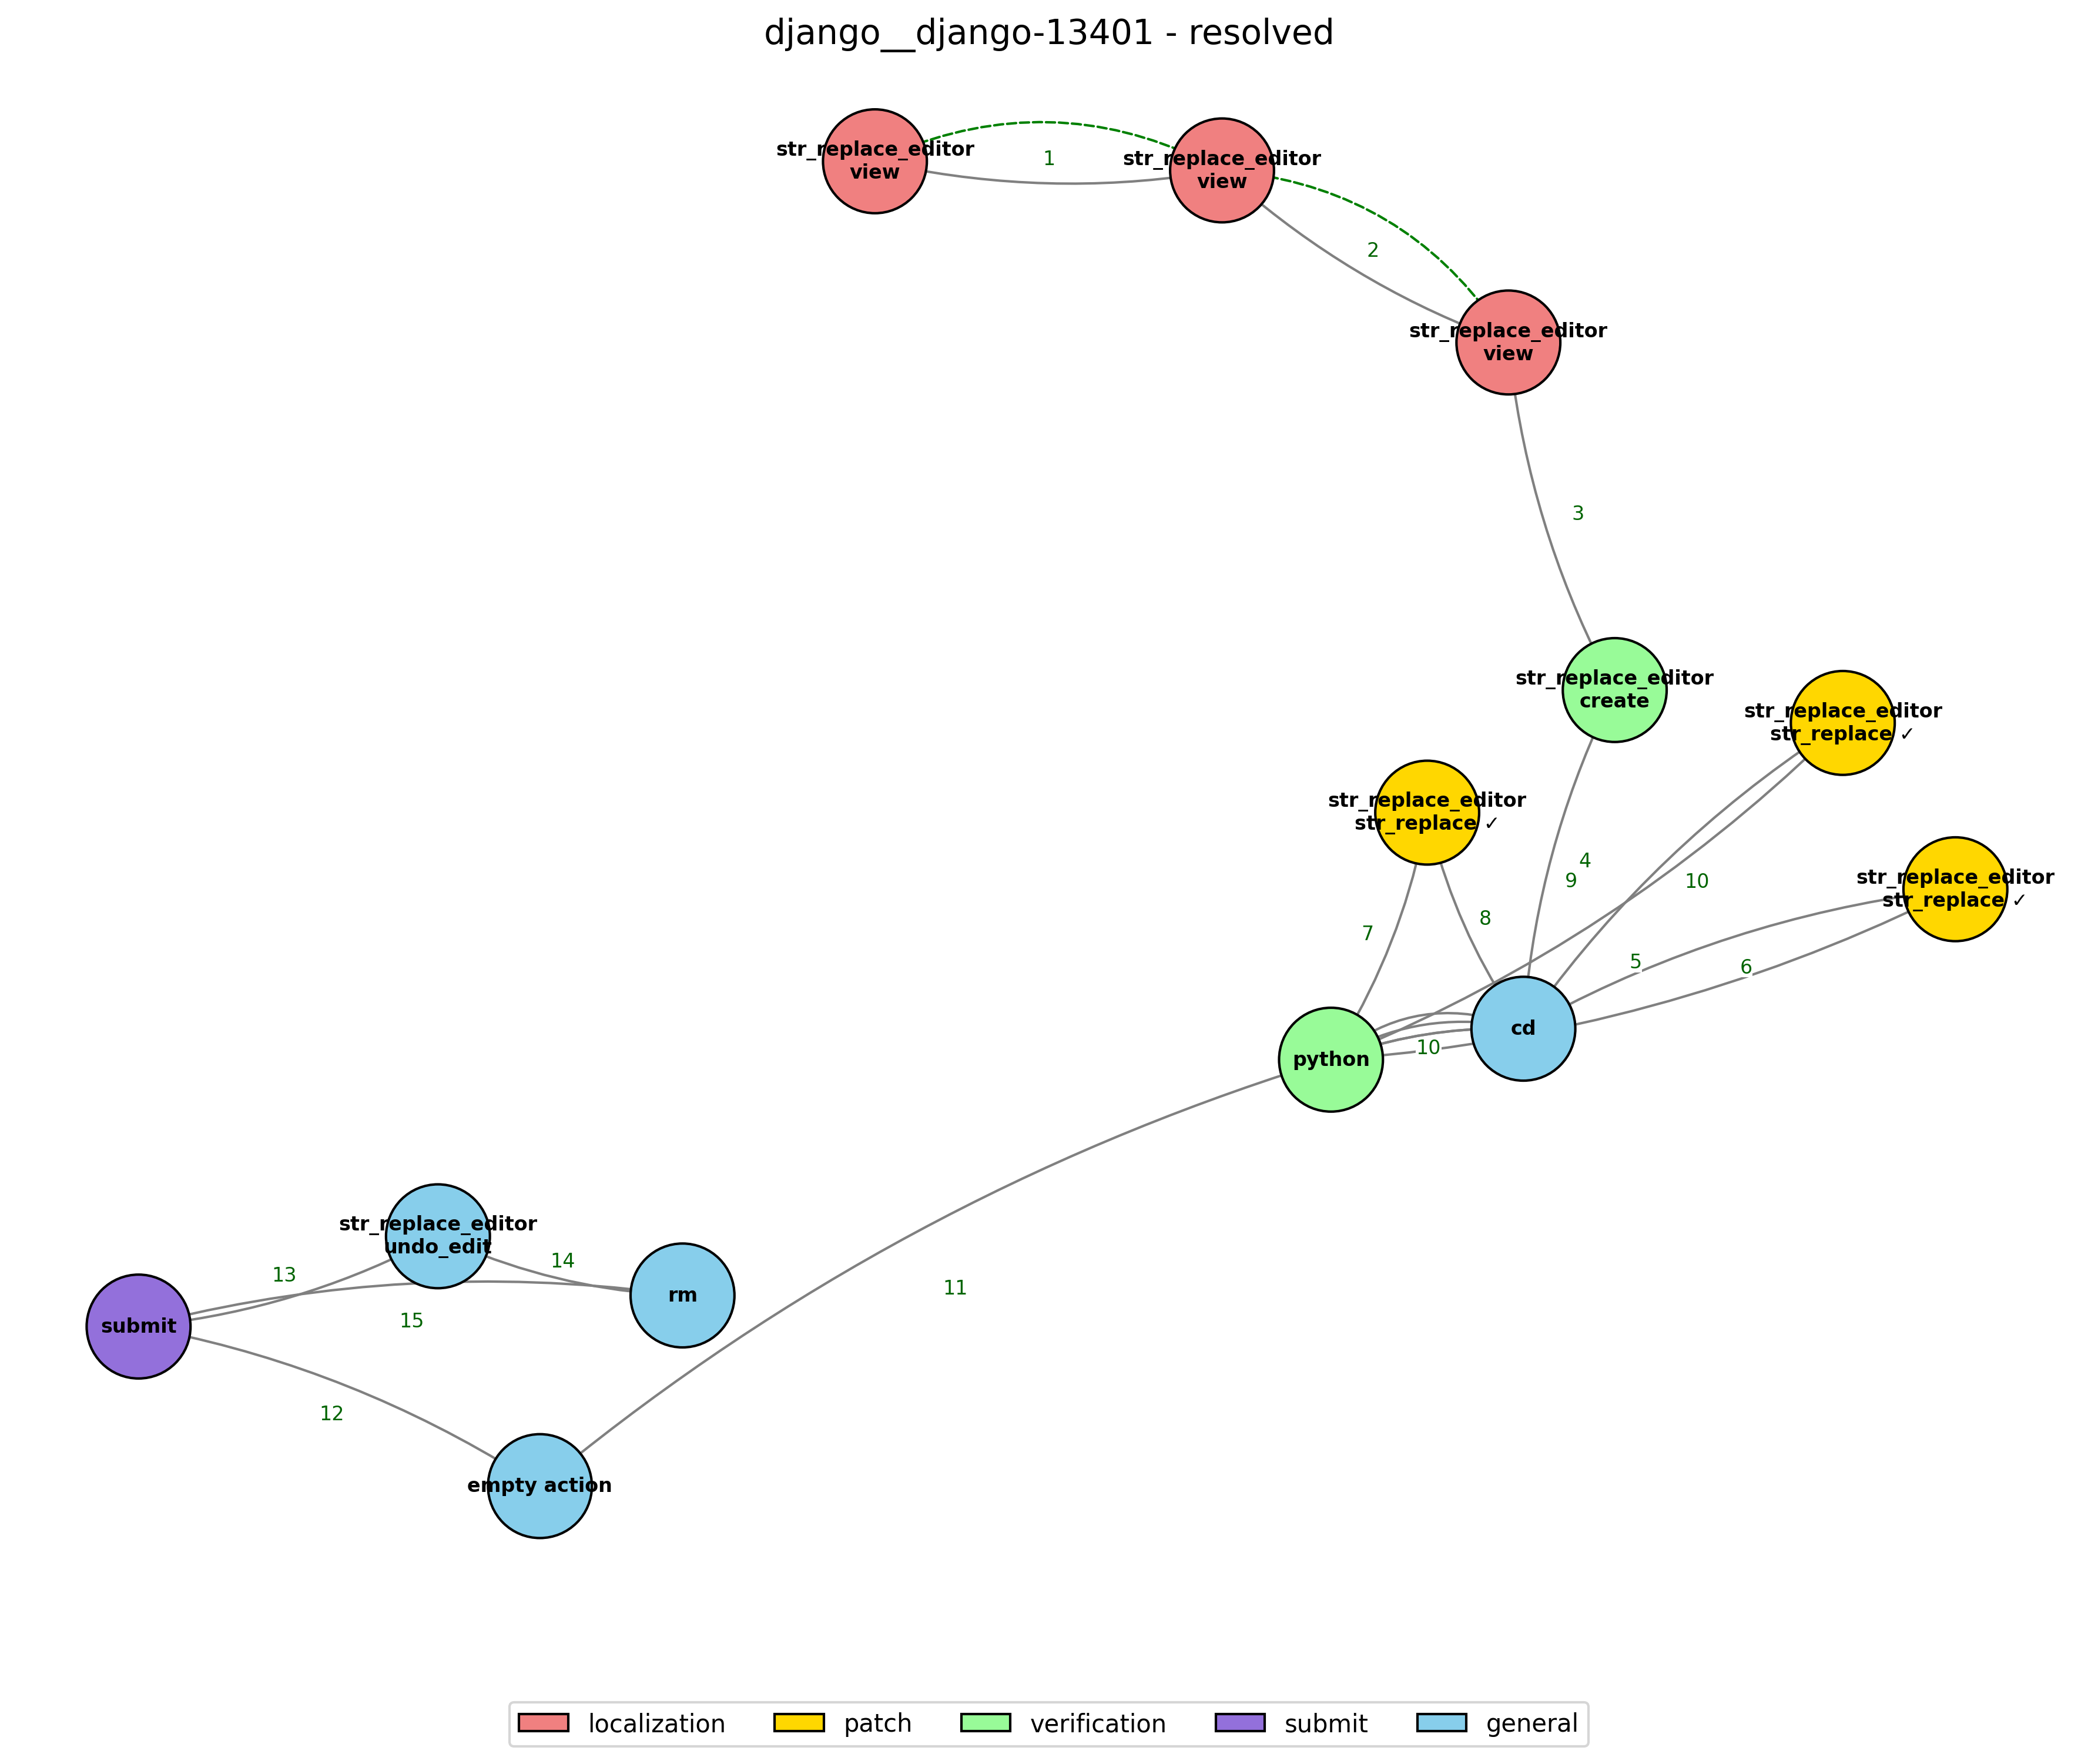 django__django-13401 - resolved
str_replace_editor
view
1
str_replace_editor
view
2
str_replace_editor
view
3
str_replace_editor
create
str_replace_editor
str_replace ✓
str_replace_editor
str_replace ✓
4
9
10
str_replace_editor
str_replace ✓
7
8
5
6
cd
python
10
str_replace_editor
undo_edit
13
14
rm
11
submit
15
12
empty action
localization
patch
verification
submit
general